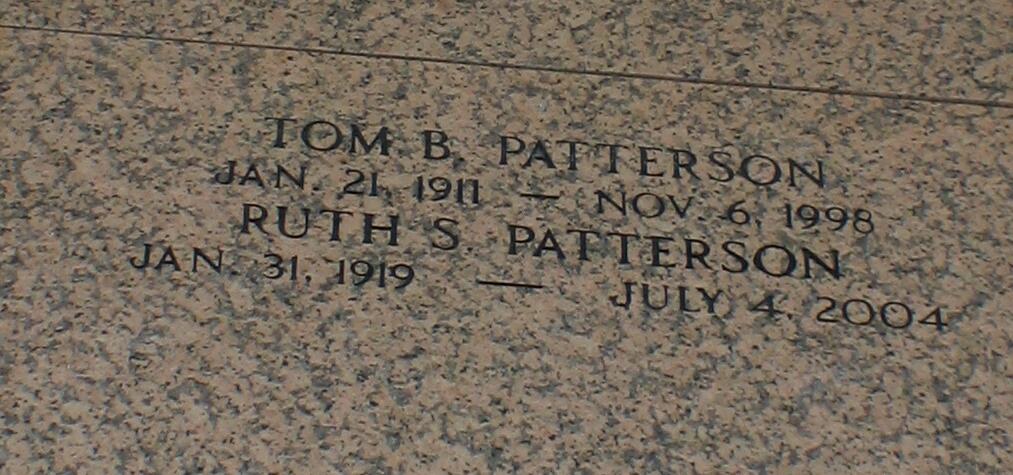 TOM B. PATTERSON
JAN. 21, 1911 — NOV. 6, 1998
RUTH S. PATTERSON
JAN. 31, 1919 — JULY 4, 2004